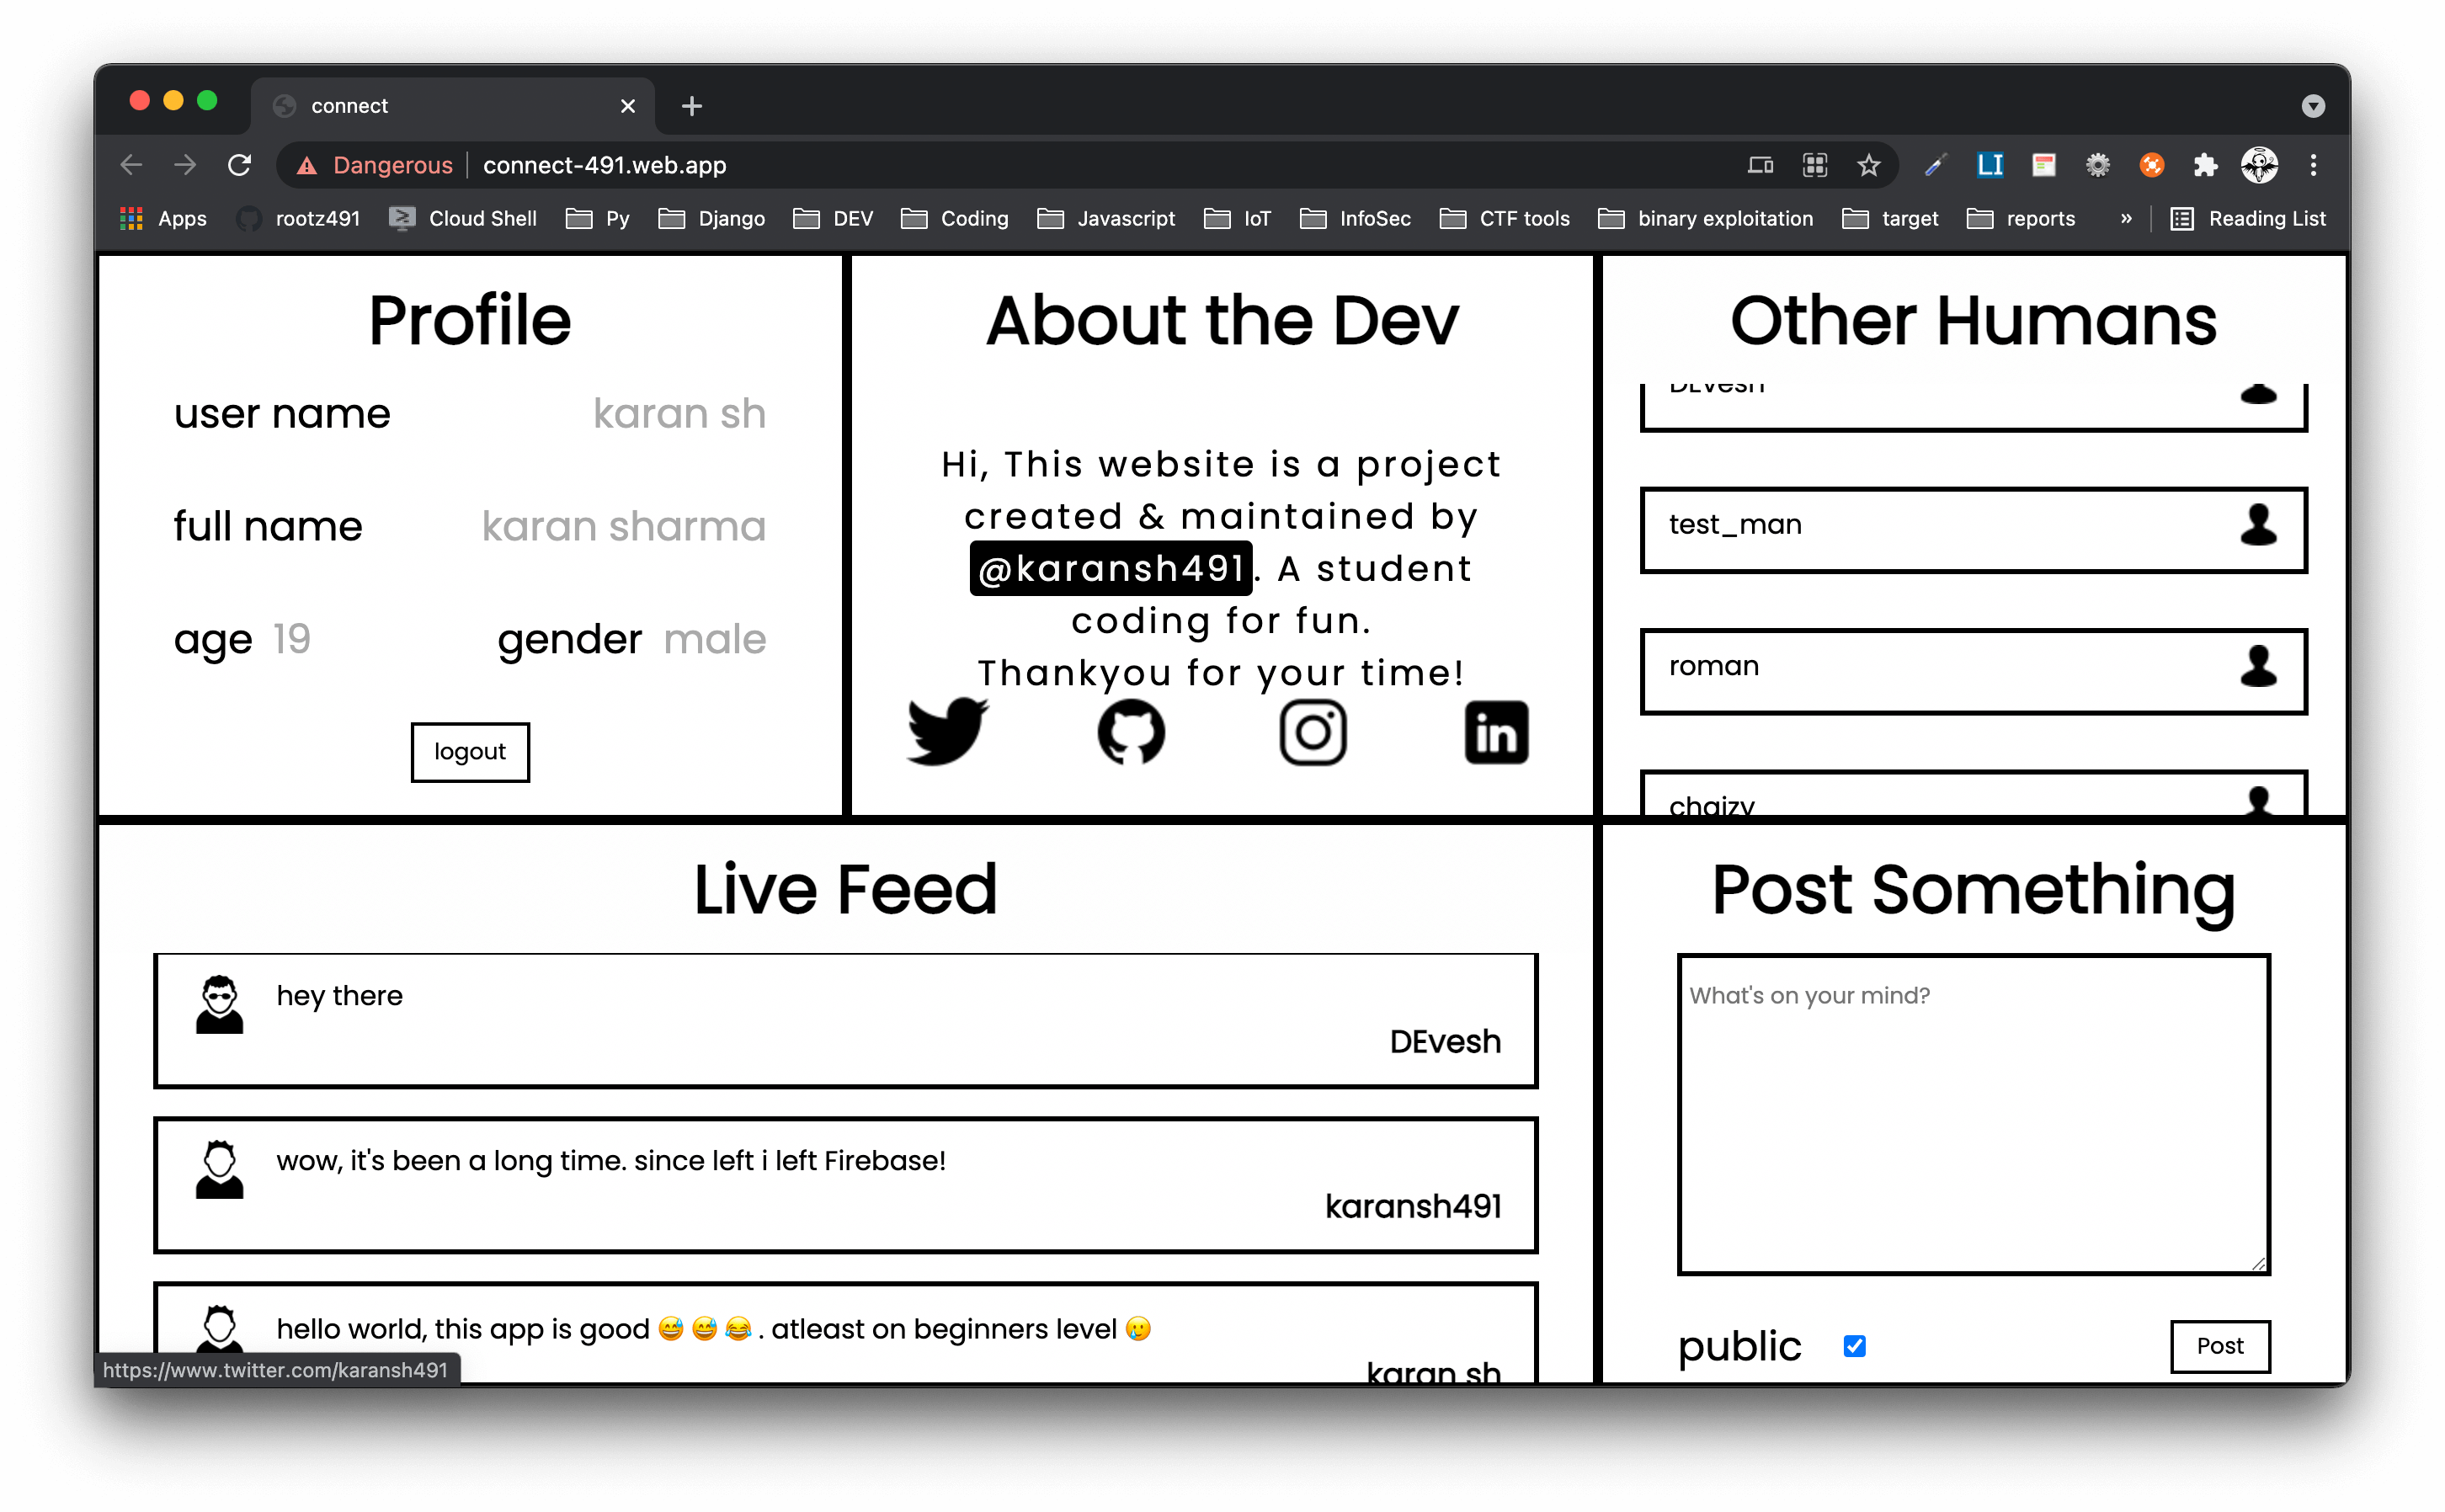 connect
Dangerous connect-491.web.app
Apps rootz491 Cloud Shell Py Django DEV Coding Javascript IoT InfoSec CTF tools binary exploitation target reports » Reading List
Profile
user name karan sh
full name karan sharma
age 19 gender male
logout
About the Dev
Hi, This website is a project
created & maintained by
@karansh491. A student
coding for fun.
Thankyou for your time!
in
Other Humans
DEvesh
test_man
roman
chaizy
Live Feed
hey there
DEvesh
wow, it's been a long time. since left i left Firebase!
karansh491
hello world, this app is good 😅 😅 😂 . atleast on beginners level 🥲
karan sh
Post Something
What's on your mind?
public
Post
https://www.twitter.com/karansh491
LI